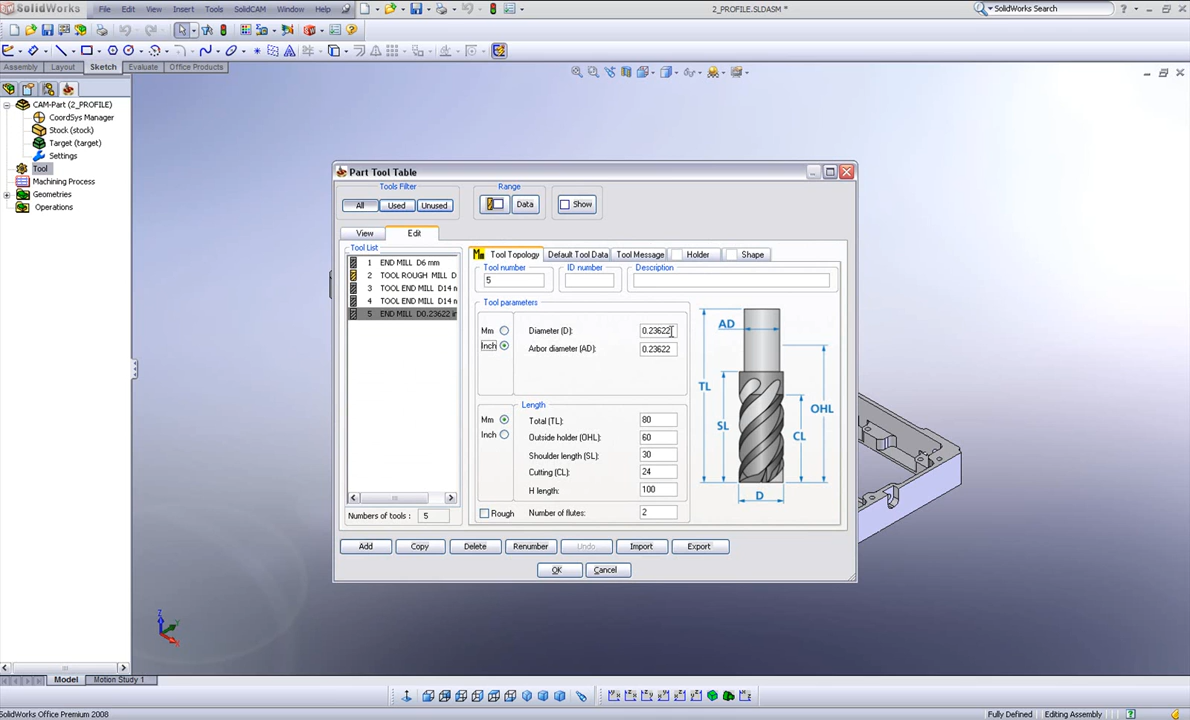 SolidWorks
File Edit View Insert Tools SolidCAM Window Help
2_PROFILE.SLDASM *
SolidWorks Search
Assembly Layout Sketch Evaluate Office Products
CAM-Part (2_PROFILE)
CoordSys Manager
Stock (stock)
Target (target)
Settings
Tool
Machining Process
Geometries
Operations
Part Tool Table
Tools Filter
All Used Unused
Range
Data
Show
View Edit
Tool List
1 END MILL D6 mm
2 TOOL ROUGH MILL D
3 TOOL END MILL D14 n
4 TOOL END MILL D14 n
5 END MILL D0.23622 in
Numbers of tools : 5
Tool Topology Default Tool Data Tool Message Holder Shape
Tool number
5
ID number
Description
Tool parameters
Mm
Inch
Diameter (D): 0.23622
Arbor diameter (AD): 0.23622
Length
Mm
Inch
Total (TL): 80
Outside holder (OHL): 60
Shoulder length (SL): 30
Cutting (CL): 24
H length: 100
Rough
Number of flutes: 2
AD
TL
OHL
SL
CL
D
Add Copy Delete Renumber Undo Import Export
OK Cancel
Z
X
Model Motion Study 1
SolidWorks Office Premium 2008
Fully Defined Editing Assembly